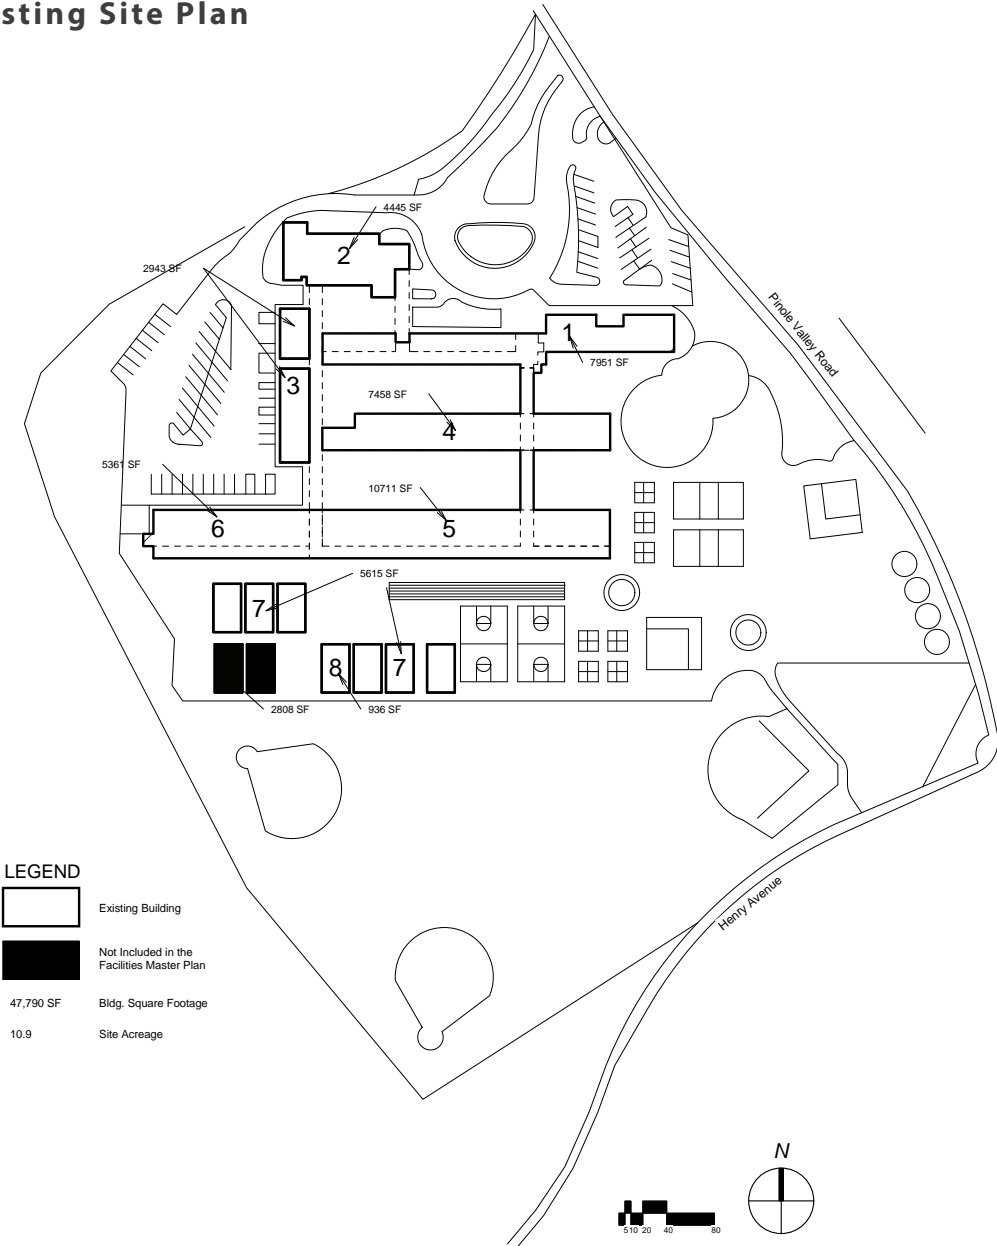 sting Site Plan
4445 SF
2
2943 SF
Pinole Valley Road
1
7951 SF
3
7458 SF
4
5361 SF
10711 SF
6
5
5615 SF
7
8
7
2808 SF
936 SF
LEGEND
Existing Building
Not Included in the
Facilities Master Plan
47,790 SF Bldg. Square Footage
10.9 Site Acreage
Henry Avenue
N
5 10 20 40 80